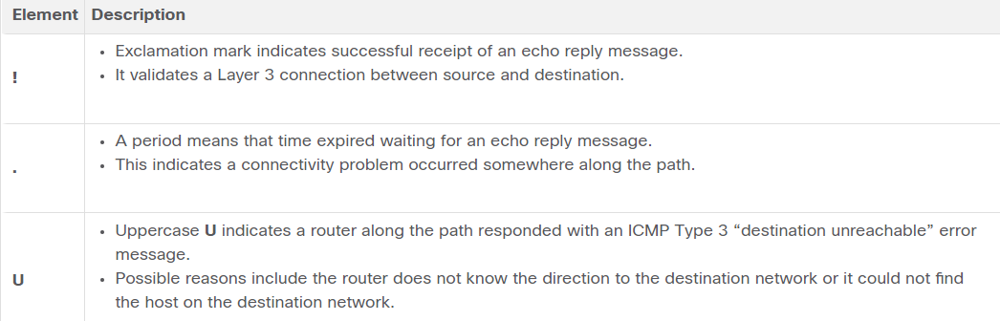 Element Description
! • Exclamation mark indicates successful receipt of an echo reply message.
• It validates a Layer 3 connection between source and destination.
. • A period means that time expired waiting for an echo reply message.
• This indicates a connectivity problem occurred somewhere along the path.
U • Uppercase U indicates a router along the path responded with an ICMP Type 3 “destination unreachable” error
message.
• Possible reasons include the router does not know the direction to the destination network or it could not find
the host on the destination network.